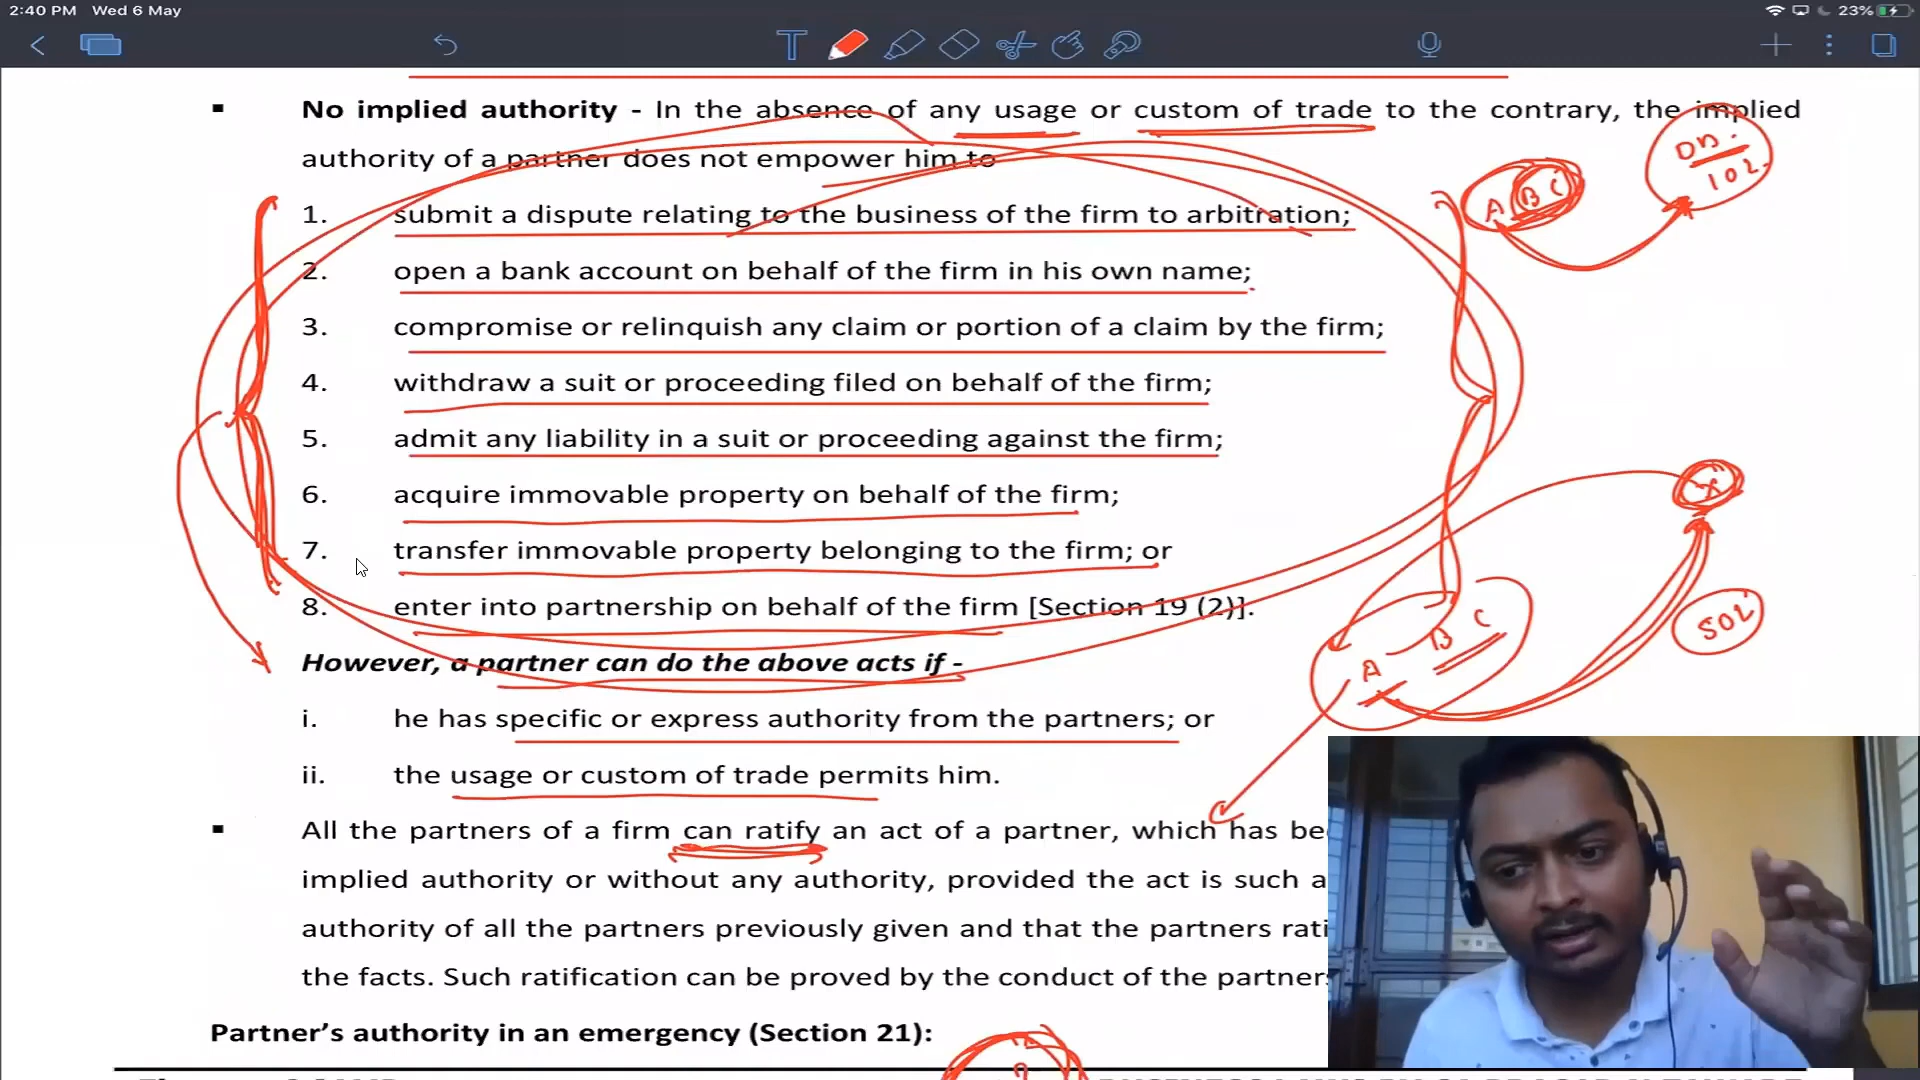 2:40 PM Wed 6 May
23%
No implied authority - In the absence of any usage or custom of trade to the contrary, the implied
authority of a partner does not empower him to
1. submit a dispute relating to the business of the firm to arbitration;
2. open a bank account on behalf of the firm in his own name;
3. compromise or relinquish any claim or portion of a claim by the firm;
4. withdraw a suit or proceeding filed on behalf of the firm;
5. admit any liability in a suit or proceeding against the firm;
6. acquire immovable property on behalf of the firm;
7. transfer immovable property belonging to the firm; or
8. enter into partnership on behalf of the firm [Section 19 (2)].
However, a partner can do the above acts if -
i. he has specific or express authority from the partners; or
ii. the usage or custom of trade permits him.
All the partners of a firm can ratify an act of a partner, which has be
implied authority or without any authority, provided the act is such a
authority of all the partners previously given and that the partners rati
the facts. Such ratification can be proved by the conduct of the partner
Partner's authority in an emergency (Section 21):
A B C
X
A B C